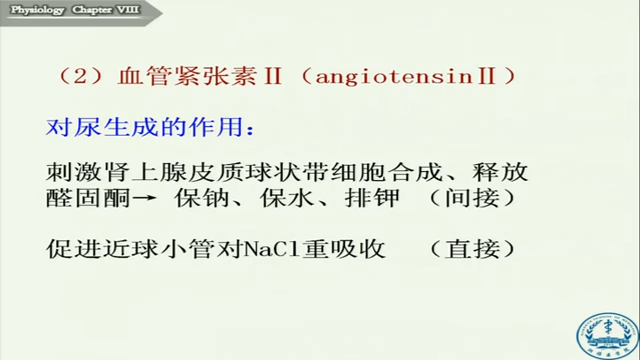 Physiology Chapter VIII
（2）血管紧张素Ⅱ（angiotensinⅡ）
对尿生成的作用：
刺激肾上腺皮质球状带细胞合成、释放
醛固酮→ 保钠、保水、排钾 （间接）
促进近球小管对NaCl重吸收 （直接）